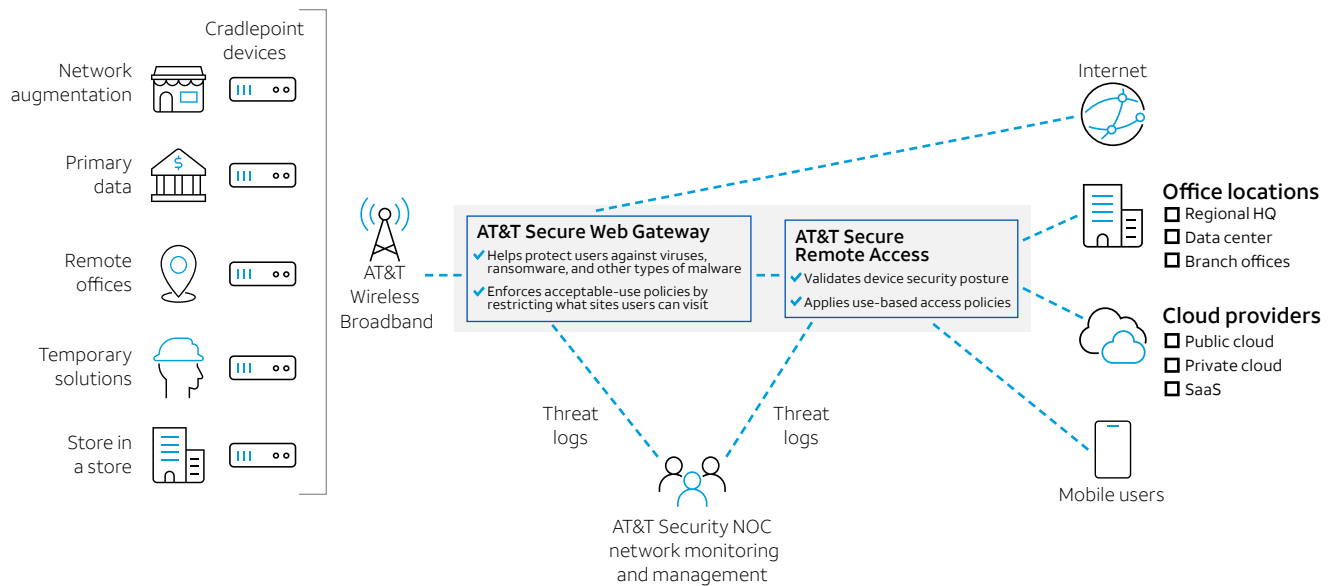 Cradlepoint
devices
Network
augmentation
Primary
data
$
Remote
offices
Temporary
solutions
Store in
a store
AT&T
Wireless
Broadband
AT&T Secure Web Gateway
Helps protect users against viruses,
ransomware, and other types of malware
Enforces acceptable-use policies by
restricting what sites users can visit
AT&T Secure
Remote Access
Validates device security posture
Applies use-based access policies
Threat
logs
Threat
logs
AT&T Security NOC
network monitoring
and management
Internet
Office locations
Regional HQ
Data center
Branch offices
Cloud providers
Public cloud
Private cloud
SaaS
Mobile users